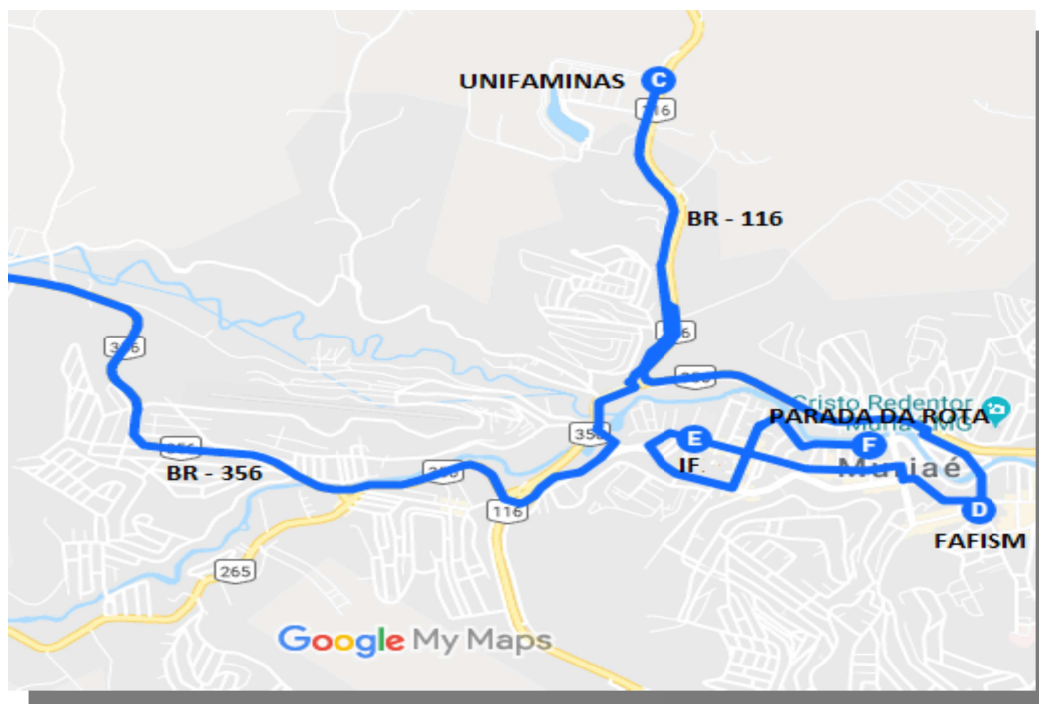 C
UNIFAMINAS
116
BR - 116
116
356
Cristo Redentor
PARADA DA ROTA
356
356
E
F
IF.
Muriaé
BR - 356
116
D
FAFISM
265
Google My Maps